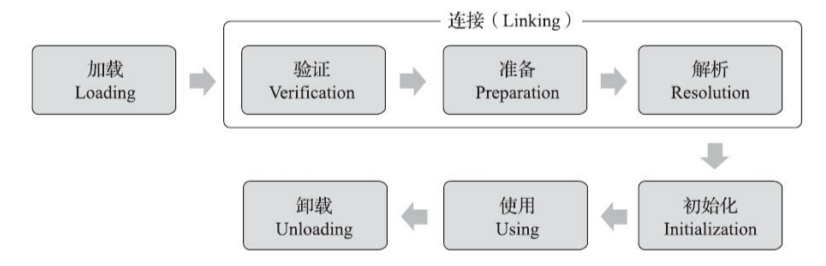 连接（Linking）
加载
Loading
验证
Verification
准备
Preparation
解析
Resolution
初始化
Initialization
使用
Using
卸载
Unloading